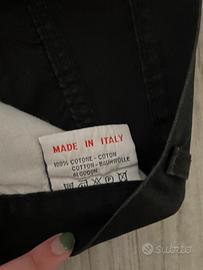 MADE IN ITALY
100% COTONE - COTON
COTTON - BAUMWOLLE
ALGODON
subito